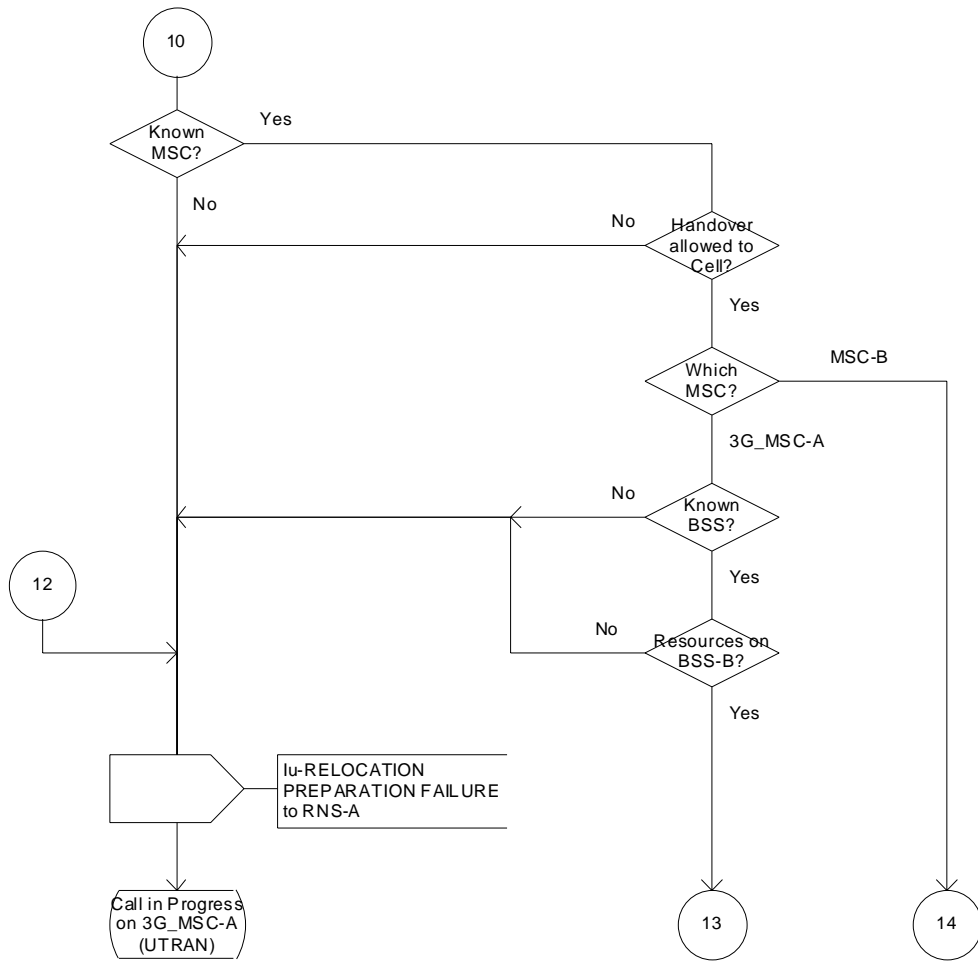 10
Known
MSC?
Yes
No
No
Handover
allowed to
Cell?
Yes
Which
MSC?
MSC-B
3G_MSC-A
No
Known
BSS?
Yes
12
No
Resources on
BSS-B?
Yes
Iu-RELOCATION
PREPARATION FAILURE
to RNS-A
Call in Progress
on 3G_MSC-A
(UTRAN)
13
14